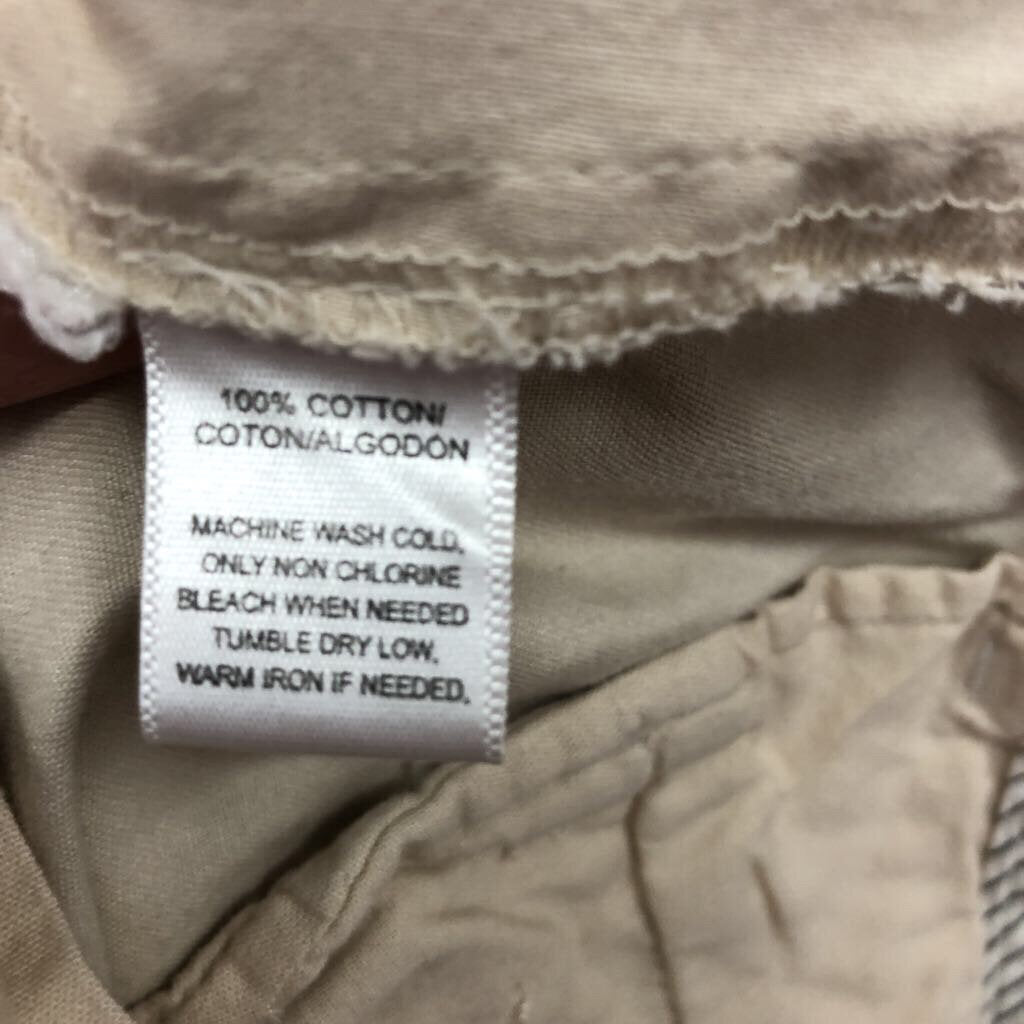 100% COTTON/
COTON/ALGODÓN
MACHINE WASH COLD,
ONLY NON CHLORINE
BLEACH WHEN NEEDED
TUMBLE DRY LOW,
WARM IRON IF NEEDED,